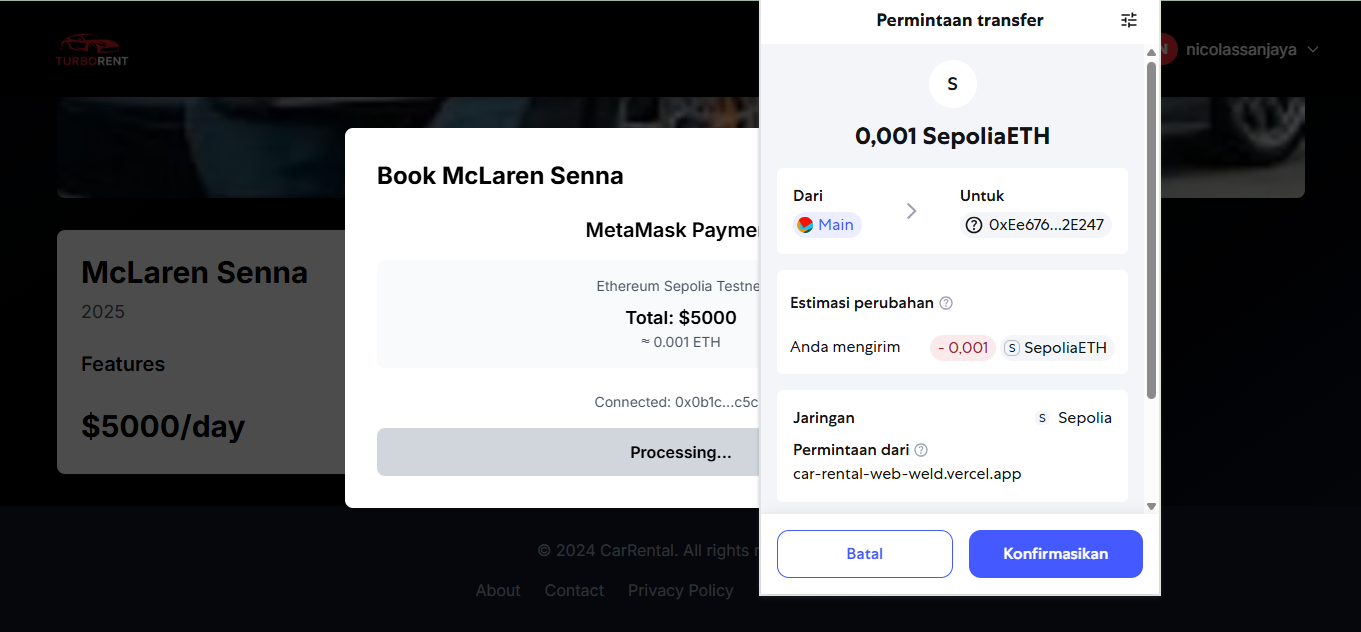 TURBORENT
N nicolassanjaya
McLaren Senna
2025
Features
$5000/day
Book McLaren Senna
MetaMask
Ethereum Sepolia
Total: $5000
≈ 0.001 ETH
Connected: 0x0b1c...c5c
Processing...
Permintaan transfer
S
0,001 SepoliaETH
Dari
Main
Untuk
0xEe676...2E247
Estimasi perubahan
Anda mengirim
- 0,001
S SepoliaETH
Jaringan
S Sepolia
Permintaan dari
car-rental-web-weld.vercel.app
Batal
Konfirmasikan
© 2024 CarRental. All rights
About
Contact
Privacy Policy